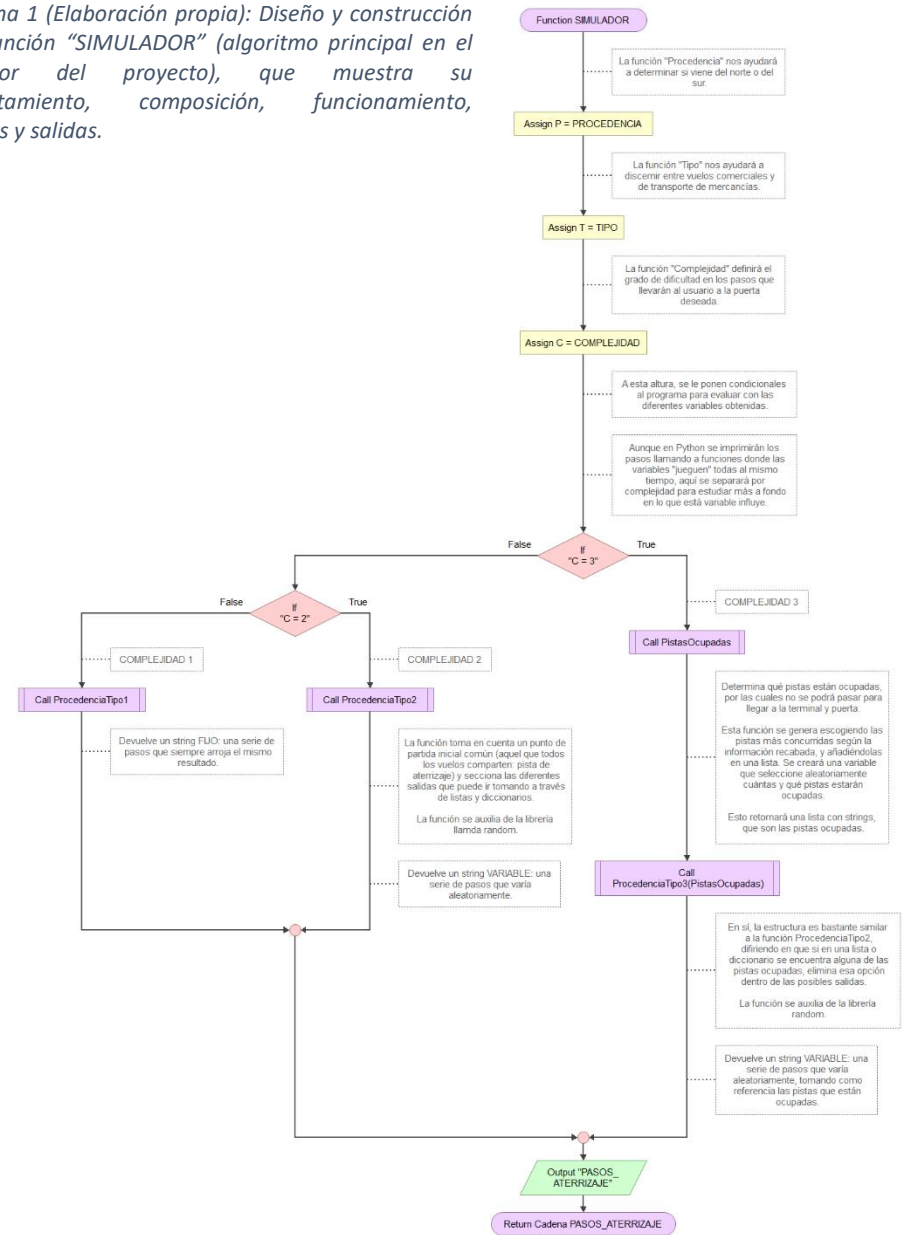 na 1 (Elaboración propia): Diseño y construcción
unción “SIMULADOR” (algoritmo principal en el
or del proyecto), que muestra su
tamiento, composición, funcionamiento,
s y salidas.
Function SIMULADOR
La función "Procedencia" nos ayudará
a determinar si viene del norte o del
sur.
Assign P = PROCEDENCIA
La función "Tipo" nos ayudará a
discernir entre vuelos comerciales y
de transporte de mercancías.
Assign T = TIPO
La función "Complejidad" definirá el
grado de dificultad en los pasos que
llevarán al usuario a la puerta
deseada.
Assign C = COMPLEJIDAD
A esta altura, se le ponen condicionales
al programa para evaluar con las
diferentes variables obtenidas.
Aunque en Python se imprimirán los
pasos llamando a funciones donde las
variables "jueguen" todas al mismo
tiempo, aquí se separará por
complejidad para estudiar más a fondo
en lo que está variable influye.
False
If
"C = 3"
True
False
If
"C = 2"
True
COMPLEJIDAD 3
COMPLEJIDAD 1
COMPLEJIDAD 2
Call PistasOcupadas
Call ProcedenciaTipo1
Call ProcedenciaTipo2
Determina qué pistas están ocupadas,
por las cuales no se podrá pasar para
llegar a la terminal y puerta.
Esta función se genera escogiendo las
pistas más concurridas según la
información recabada, y añadiéndolas
en una lista. Se creará una variable
que seleccione aleatoriamente
cuántas y qué pistas estarán
ocupadas.
Esto retornará una lista con strings,
que son las pistas ocupadas.
Devuelve un string FIJO: una serie de
pasos que siempre arroja el mismo
resultado.
La función toma en cuenta un punto de
partida inicial común (aquel que todos
los vuelos comparten: pista de
aterrizaje) y secciona las diferentes
salidas que puede ir tomando a través
de listas y diccionarios.
La función se auxilia de la librería
llamda random.
Devuelve un string VARIABLE: una
serie de pasos que varía
aleatoriamente.
Call
ProcedenciaTipo3(PistasOcupadas)
En sí, la estructura es bastante similar
a la función ProcedenciaTipo2,
difiriendo en que si en una lista o
diccionario se encuentra alguna de las
pistas ocupadas, elimina esa opción
dentro de las posibles salidas.
La función se auxilia de la librería
random.
Devuelve un string VARIABLE: una
serie de pasos que varía
aleatoriamente, tomando como
referencia las pistas que están
ocupadas.
Output "PASOS_
ATERRIZAJE"
Return Cadena PASOS_ATERRIZAJE